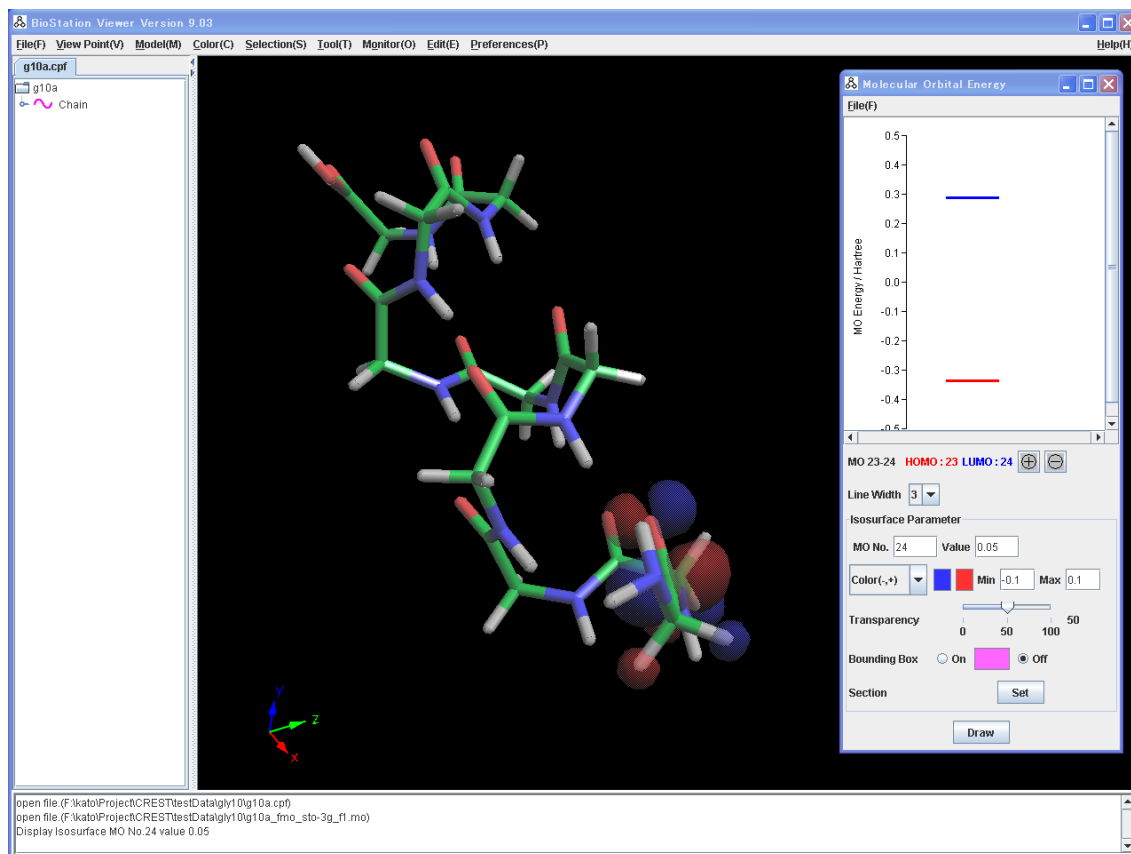 BioStation Viewer Version 9.03
File(F) View Point(V) Model(M) Color(C) Selection(S) Tool(T) Monitor(O) Edit(E) Preferences(P) Help(H)
g10a.cpf
g10a
Chain
Y
Z
X
Molecular Orbital Energy
File(F)
MO Energy / Hartree
0.5
0.4
0.3
0.2
0.1
0.0
-0.1
-0.2
-0.3
-0.4
-0.5
MO 23-24 HOMO : 23 LUMO : 24
Line Width 3
Isosurface Parameter
MO No. 24 Value 0.05
Color(-,+) Min -0.1 Max 0.1
Transparency 50
0 50 100
Bounding Box On Off
Section Set
Draw
open file.(F:\kato\Project\CREST\testData\gly10\g10a.cpf)
open file.(F:\kato\Project\CREST\testData\gly10\g10a_fmo_sto-3g_f1.mo)
Display Isosurface MO No.24 value 0.05